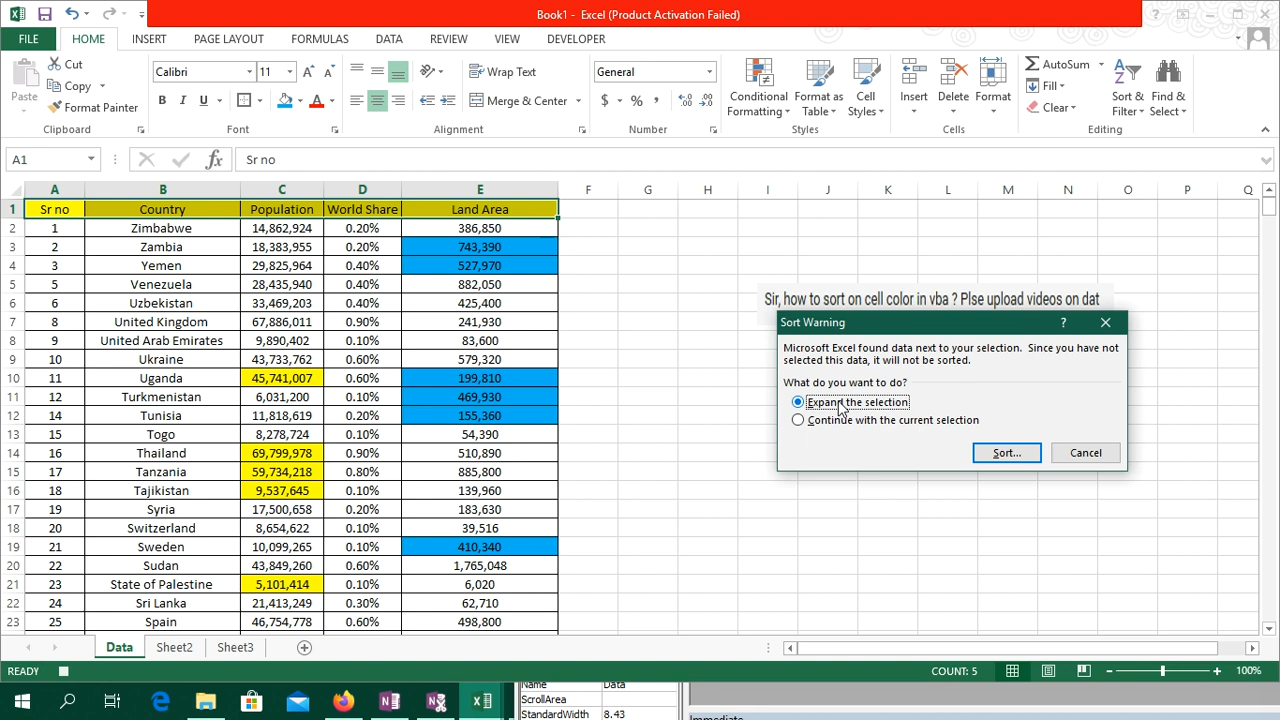 Book1 - Excel (Product Activation Failed)
FILE HOME INSERT PAGE LAYOUT FORMULAS DATA REVIEW VIEW DEVELOPER
Paste Cut Copy Format Painter
Calibri 11
Wrap Text
Merge & Center
General
$ % ,
Conditional Formatting
Format as Table
Cell Styles
Insert Delete Format
AutoSum
Fill
Clear
Sort & Filter
Find & Select
Clipboard Font Alignment Number Styles Cells Editing
A1 fx Sr no
A B C D E F G H I J K L M N O P Q
1 Sr no Country Population World Share Land Area
2 1 Zimbabwe 14,862,924 0.20% 386,850
3 2 Zambia 18,383,955 0.20% 743,390
4 3 Yemen 29,825,964 0.40% 527,970
5 5 Venezuela 28,435,940 0.40% 882,050
6 6 Uzbekistan 33,469,203 0.40% 425,400
7 8 United Kingdom 67,886,011 0.90% 241,930
8 9 United Arab Emirates 9,890,402 0.10% 83,600
9 10 Ukraine 43,733,762 0.60% 579,320
10 11 Uganda 45,741,007 0.60% 199,810
11 12 Turkmenistan 6,031,200 0.10% 469,930
12 14 Tunisia 11,818,619 0.20% 155,360
13 15 Togo 8,278,724 0.10% 54,390
14 16 Thailand 69,799,978 0.90% 510,890
15 17 Tanzania 59,734,218 0.80% 885,800
16 18 Tajikistan 9,537,645 0.10% 139,960
17 19 Syria 17,500,658 0.20% 183,630
18 20 Switzerland 8,654,622 0.10% 39,516
19 21 Sweden 10,099,265 0.10% 410,340
20 22 Sudan 43,849,260 0.60% 1,765,048
21 23 State of Palestine 5,101,414 0.10% 6,020
22 24 Sri Lanka 21,413,249 0.30% 62,710
23 25 Spain 46,754,778 0.60% 498,800
Sir, how to sort on cell color in vba ? Plse upload videos on dat
Sort Warning
Microsoft Excel found data next to your selection. Since you have not
selected this data, it will not be sorted.
What do you want to do?
Expand the selection
Continue with the current selection
Sort... Cancel
Data Sheet2 Sheet3
READY COUNT: 5 100%
Name Data
ScrollArea
StandardWidth 8.43
Immediate